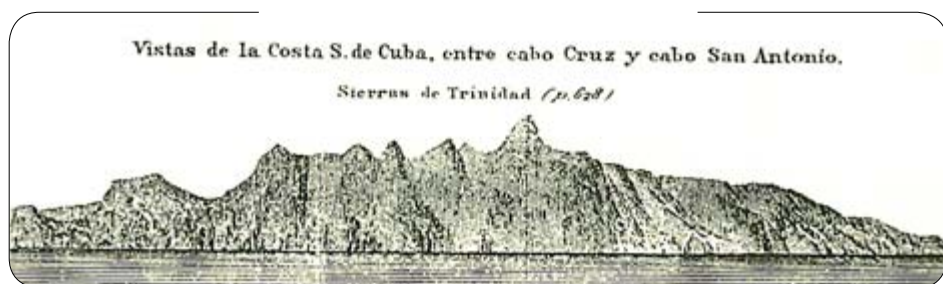 Vistas de la Costa S. de Cuba, entre cabo Cruz y cabo San Antonio.
Sierras de Trinidad (p. 628)